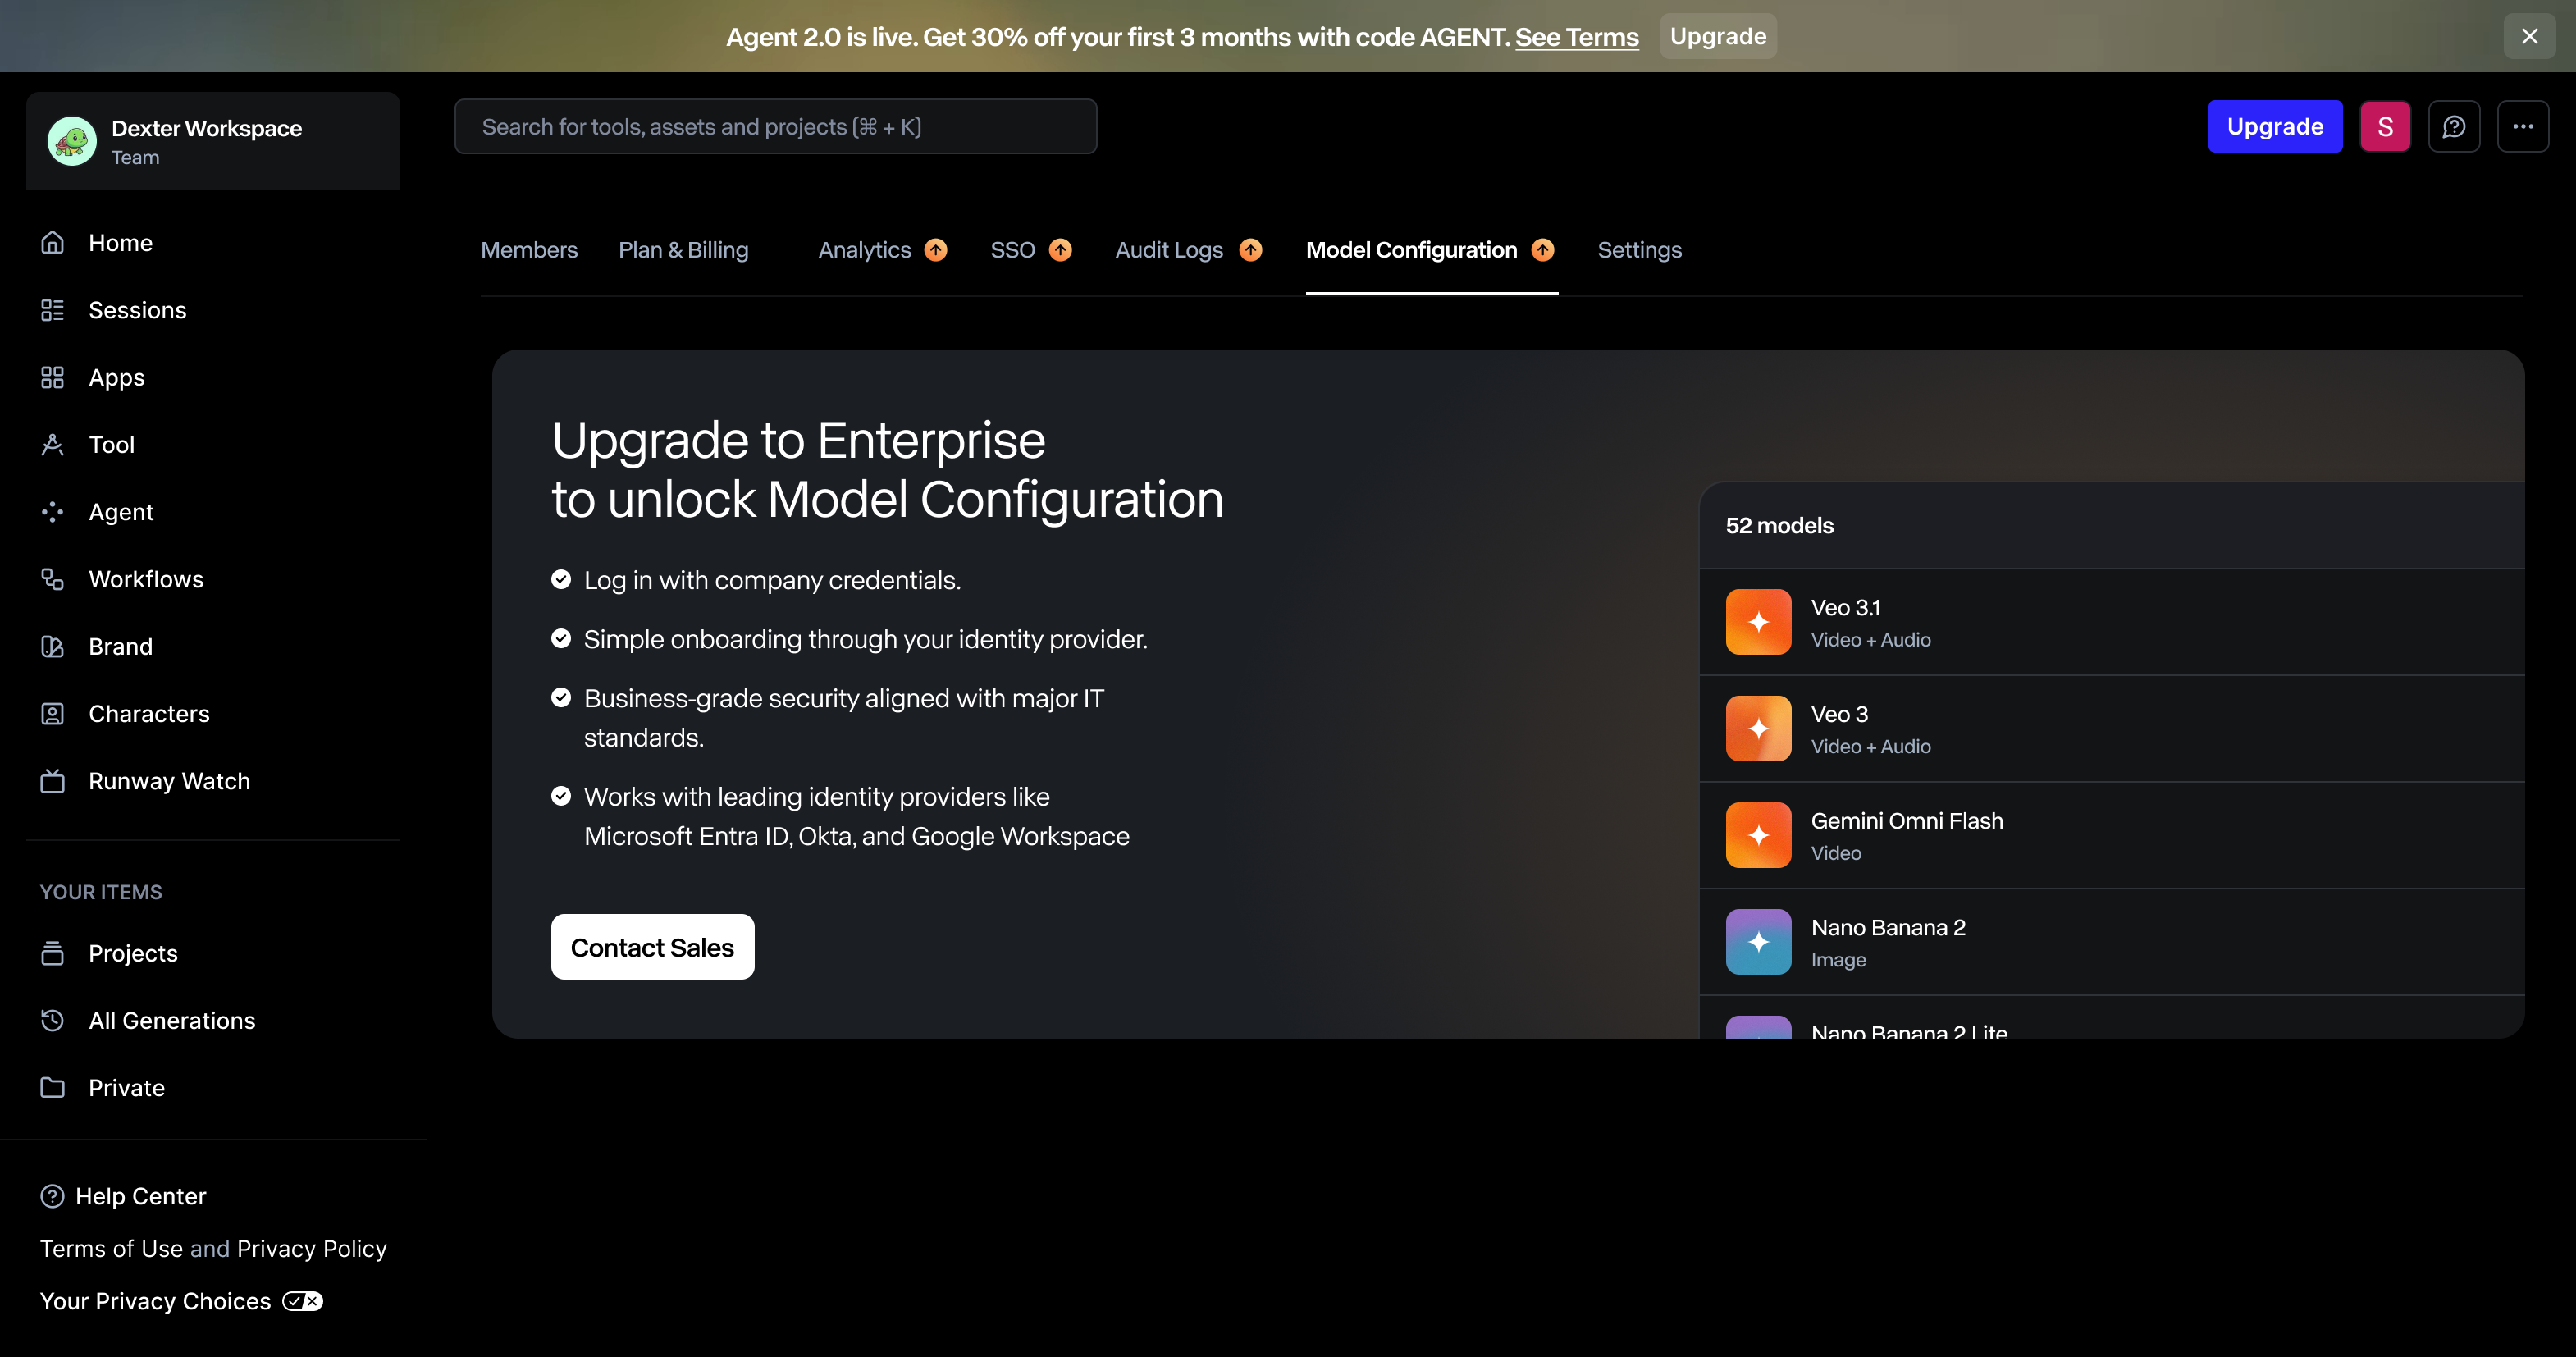 Agent 2.0 is live. Get 30% off your first 3 months with code AGENT. See Terms
Upgrade
Dexter Workspace
Team
Search for tools, assets and projects (⌘ + K)
Upgrade
S
Home
Sessions
Apps
Tool
Agent
Workflows
Brand
Characters
Runway Watch
YOUR ITEMS
Projects
All Generations
Private
Help Center
Terms of Use and Privacy Policy
Your Privacy Choices
Members
Plan & Billing
Analytics
SSO
Audit Logs
Model Configuration
Settings
Upgrade to Enterprise
to unlock Model Configuration
Log in with company credentials.
Simple onboarding through your identity provider.
Business-grade security aligned with major IT
standards.
Works with leading identity providers like
Microsoft Entra ID, Okta, and Google Workspace
Contact Sales
52 models
Veo 3.1
Video + Audio
Veo 3
Video + Audio
Gemini Omni Flash
Video
Nano Banana 2
Image
Nano Banana 2 Lite